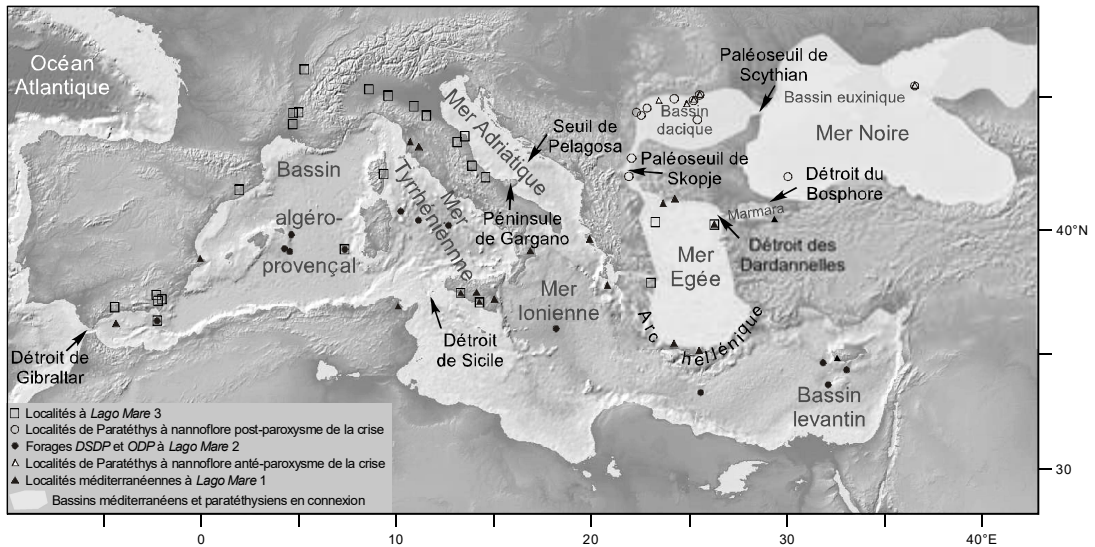 Océan
Atlantique
Paléoseuil de
Scythian
Bassin euxinique
Mer Noire
Bassin
dacique
Mer Adriatique
Seuil de
Pelagosa
Paléoseuil de
Skopje
Détroit du
Bosphore
Marmara
Bassin
algéro-
provençal
Mer
Tyrrhénienne
Péninsule
de Gargano
Mer
Egée
Détroit des
Dardannelles
40°N
Mer
Ionienne
Arc hellénique
Détroit
de Sicile
Détroit de
Gibraltar
Bassin
levantin
Localités à Lago Mare 3
Localités de Paratéthys à nannoflore post-paroxysme de la crise
Forages DSDP et ODP à Lago Mare 2
Localités de Paratéthys à nannoflore anté-paroxysme de la crise
Localités méditerranéennes à Lago Mare 1
Bassins méditerranéens et paratéthysiens en connexion
30
0
10
20
30
40°E